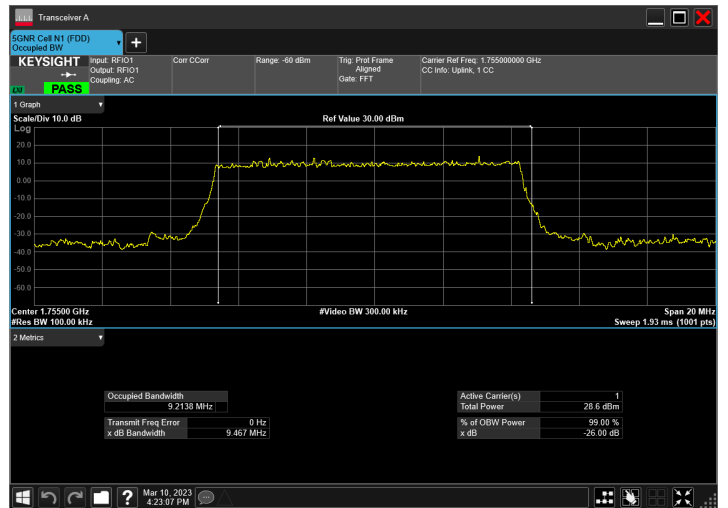 Transceiver A
5GNR Cell N1 (FDD)
Occupied BW
KEYSIGHT
LXI
PASS
Input: RFIO1
Output: RFIO1
Coupling: AC
Corr CCorr
Range: -60 dBm
Trig: Prot Frame
Aligned
Gate: FFT
Carrier Ref Freq: 1.755000000 GHz
CC Info: Uplink, 1 CC
1 Graph
Scale/Div 10.0 dB
Ref Value 30.00 dBm
Log
20.0
10.0
0.00
-10.0
-20.0
-30.0
-40.0
-50.0
-60.0
Center 1.75500 GHz
#Video BW 300.00 kHz
Span 20 MHz
#Res BW 100.00 kHz
Sweep 1.93 ms (1001 pts)
2 Metrics
Occupied Bandwidth
9.2138 MHz
Transmit Freq Error 0 Hz
x dB Bandwidth 9.467 MHz
Active Carrier(s) 1
Total Power 28.6 dBm
% of OBW Power 99.00 %
x dB -26.00 dB
?
Mar 10, 2023
4:23:07 PM